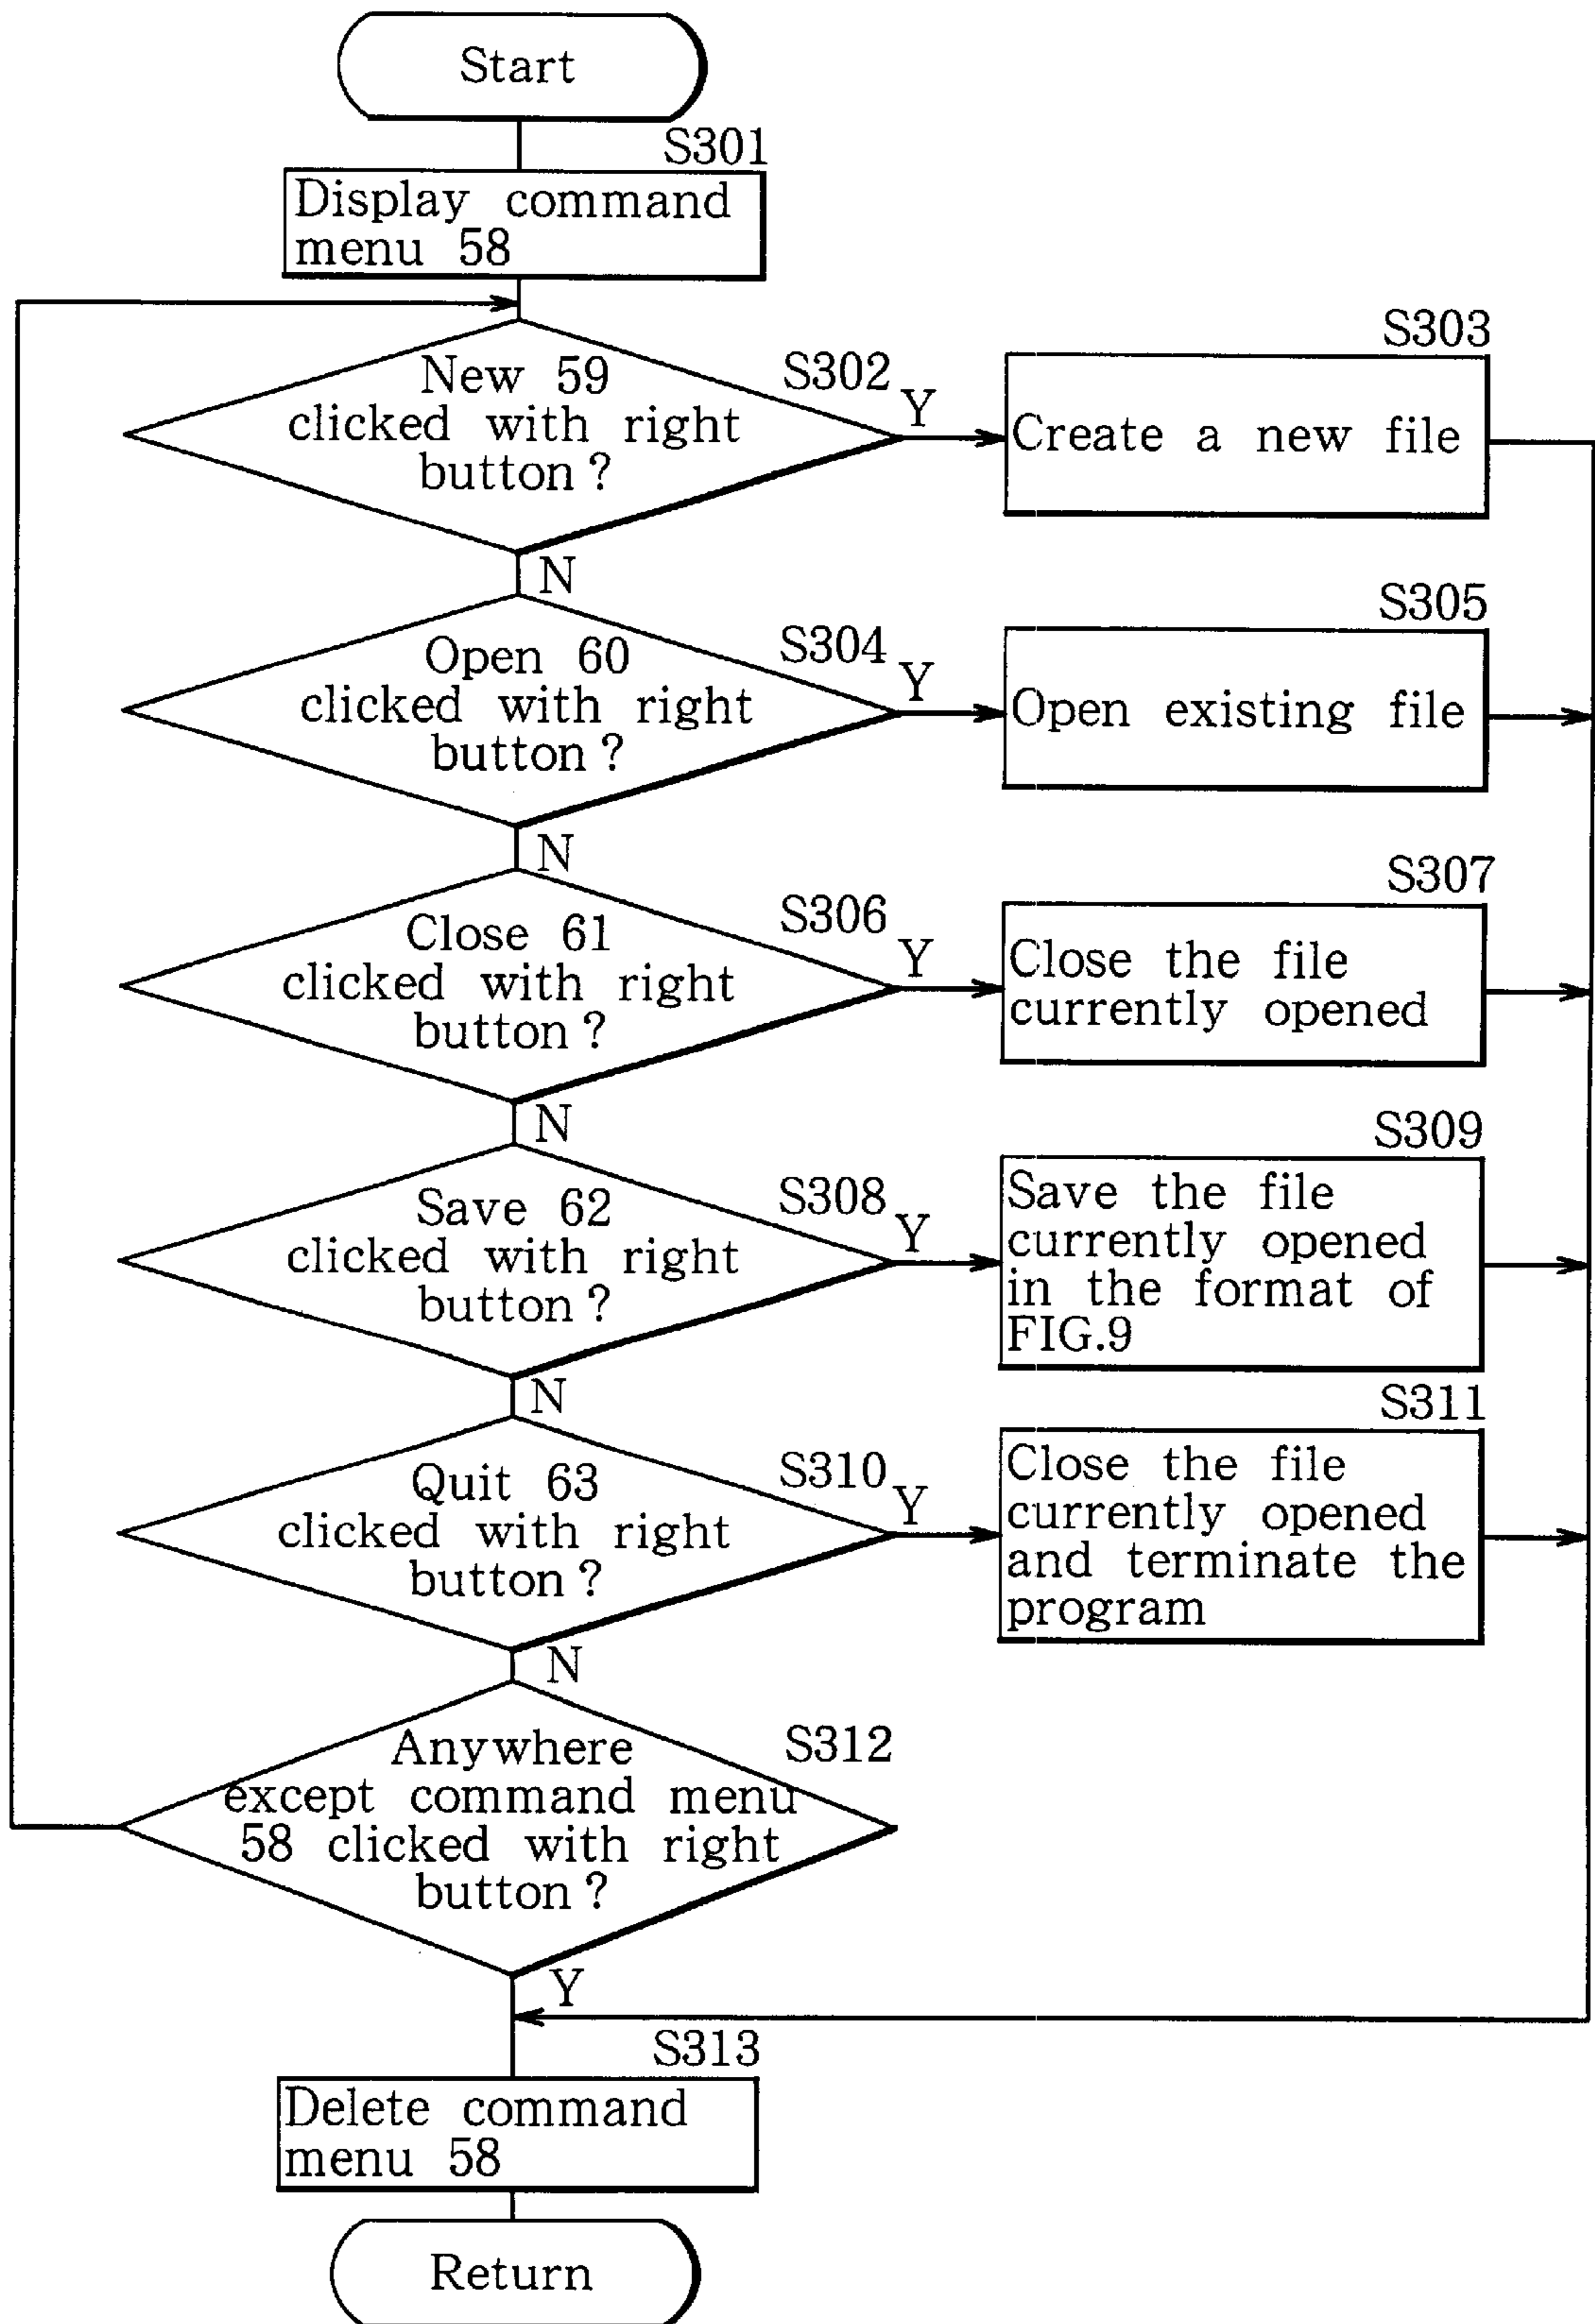 Start
S301
Display command
menu 58
New 59
clicked with right
button?
S302
Y
S303
Create a new file
N
Open 60
clicked with right
button?
S304
Y
S305
Open existing file
N
Close 61
clicked with right
button?
S306
Y
S307
Close the file
currently opened
N
Save 62
clicked with right
button?
S308
Y
S309
Save the file
currently opened
in the format of
FIG.9
N
Quit 63
clicked with right
button?
S310
Y
S311
Close the file
currently opened
and terminate the
program
N
Anywhere
except command menu
58 clicked with right
button?
S312
Y
S313
Delete command
menu 58
Return